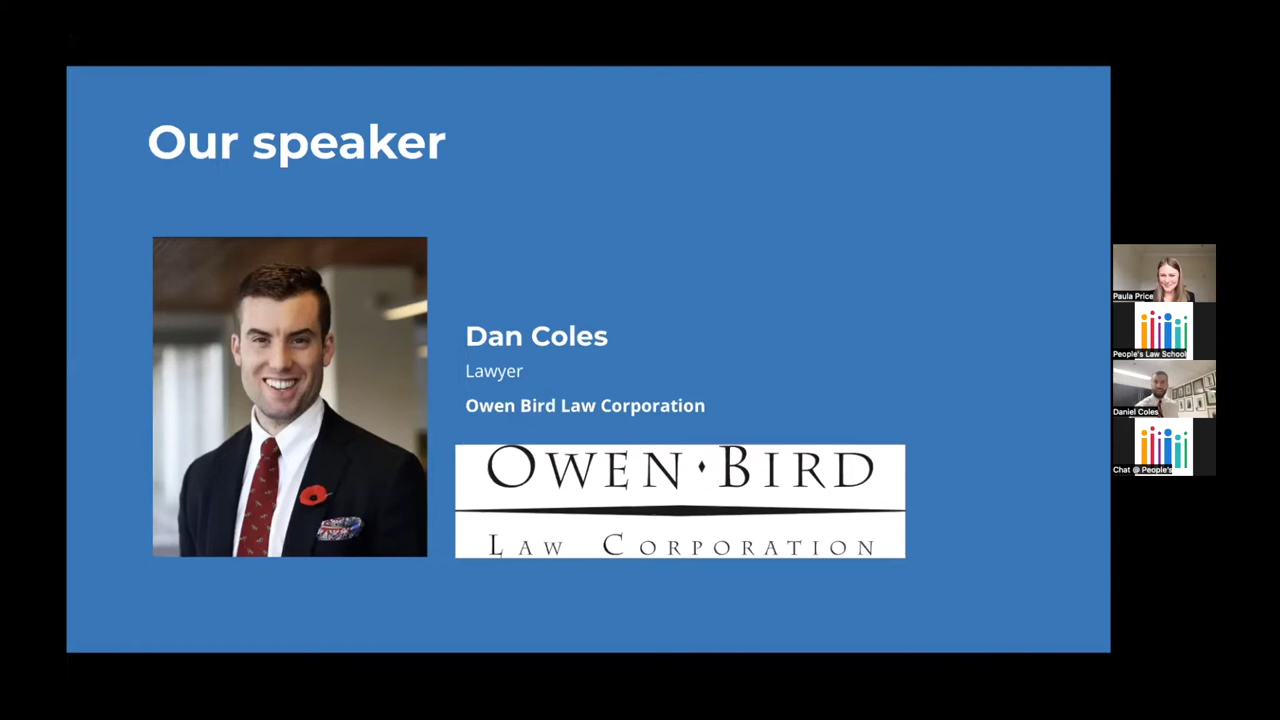 Our speaker
Dan Coles
Lawyer
Owen Bird Law Corporation
OWEN BIRD
LAW CORPORATION
Paula Price
People's Law School
Daniel Coles
Chat @ People's